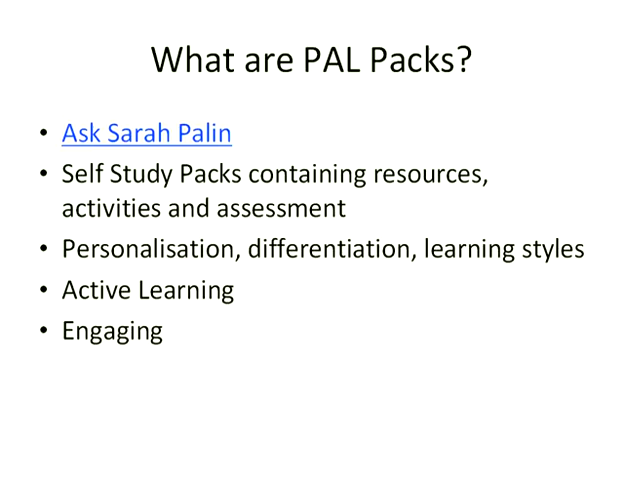 What are PAL Packs?
• Ask Sarah Palin
• Self Study Packs containing resources,
activities and assessment
• Personalisation, differentiation, learning styles
• Active Learning
• Engaging